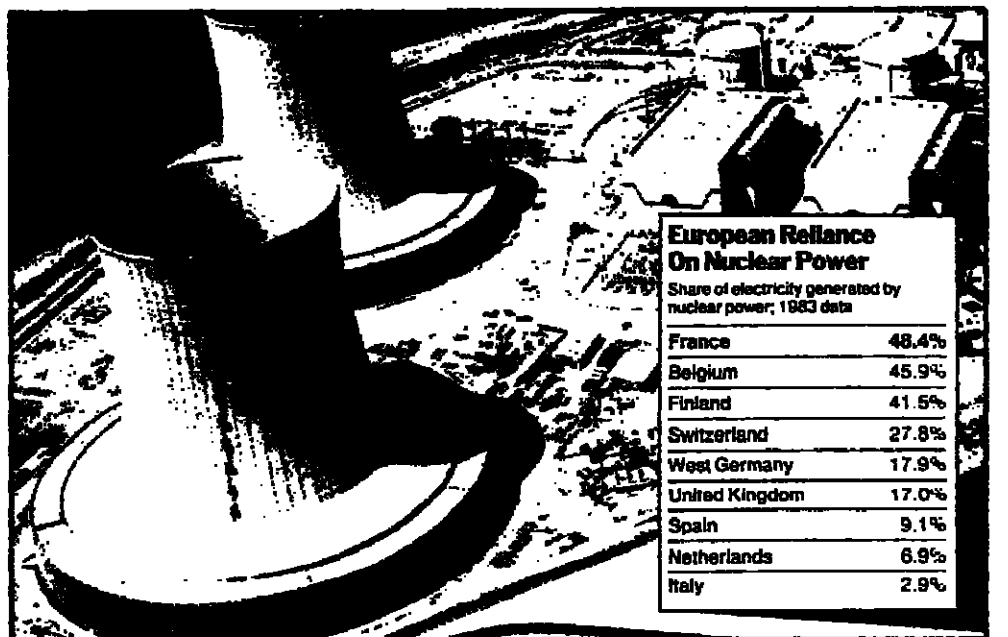 European Reliance
On Nuclear Power
Share of electricity generated by
nuclear power; 1983 data
France 48.4%
Belgium 45.9%
Finland 41.5%
Switzerland 27.8%
West Germany 17.9%
United Kingdom 17.0%
Spain 9.1%
Netherlands 6.9%
Italy 2.9%